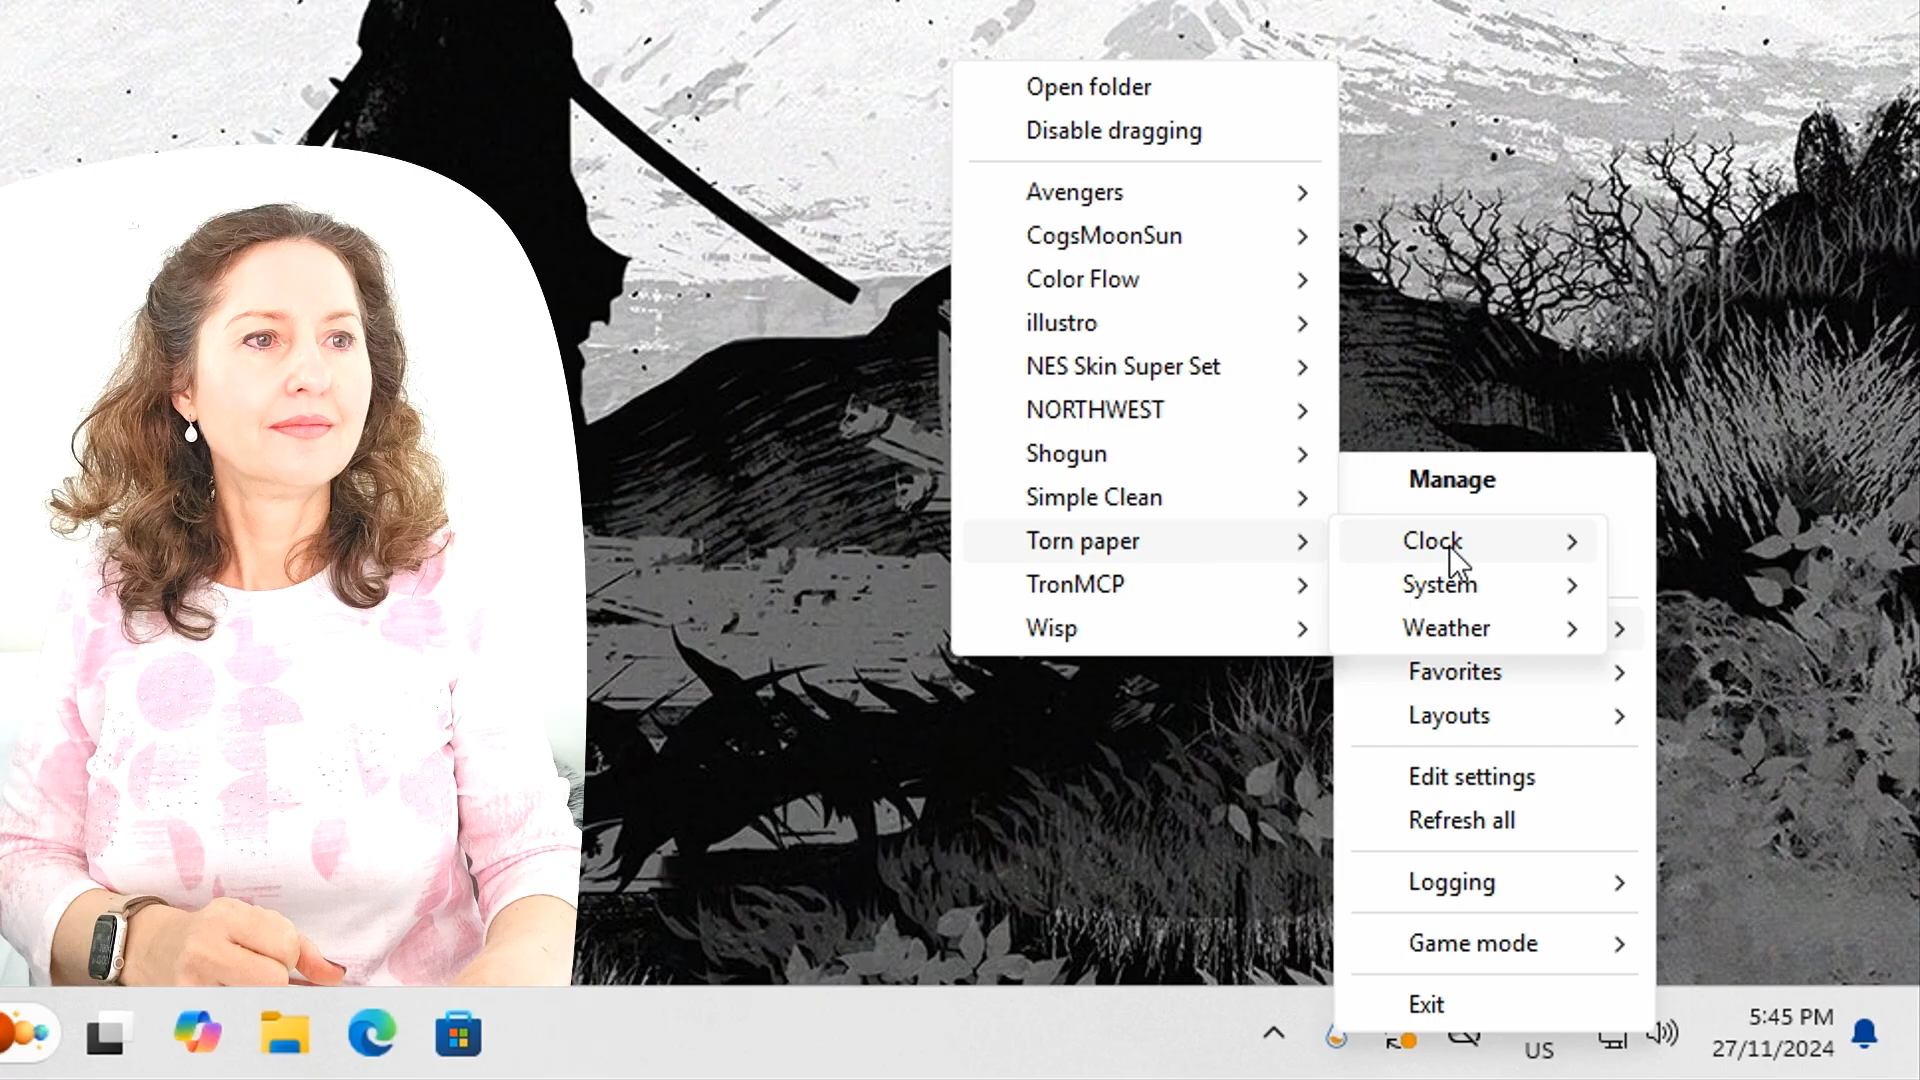 Open folder
Disable dragging
Avengers
CogsMoonSun
Color Flow
illustro
NES Skin Super Set
NORTHWEST
Shogun
Simple Clean
Torn paper
TronMCP
Wisp
Manage
Clock
System
Weather
Favorites
Layouts
Edit settings
Refresh all
Logging
Game mode
Exit
US
5:45 PM
27/11/2024